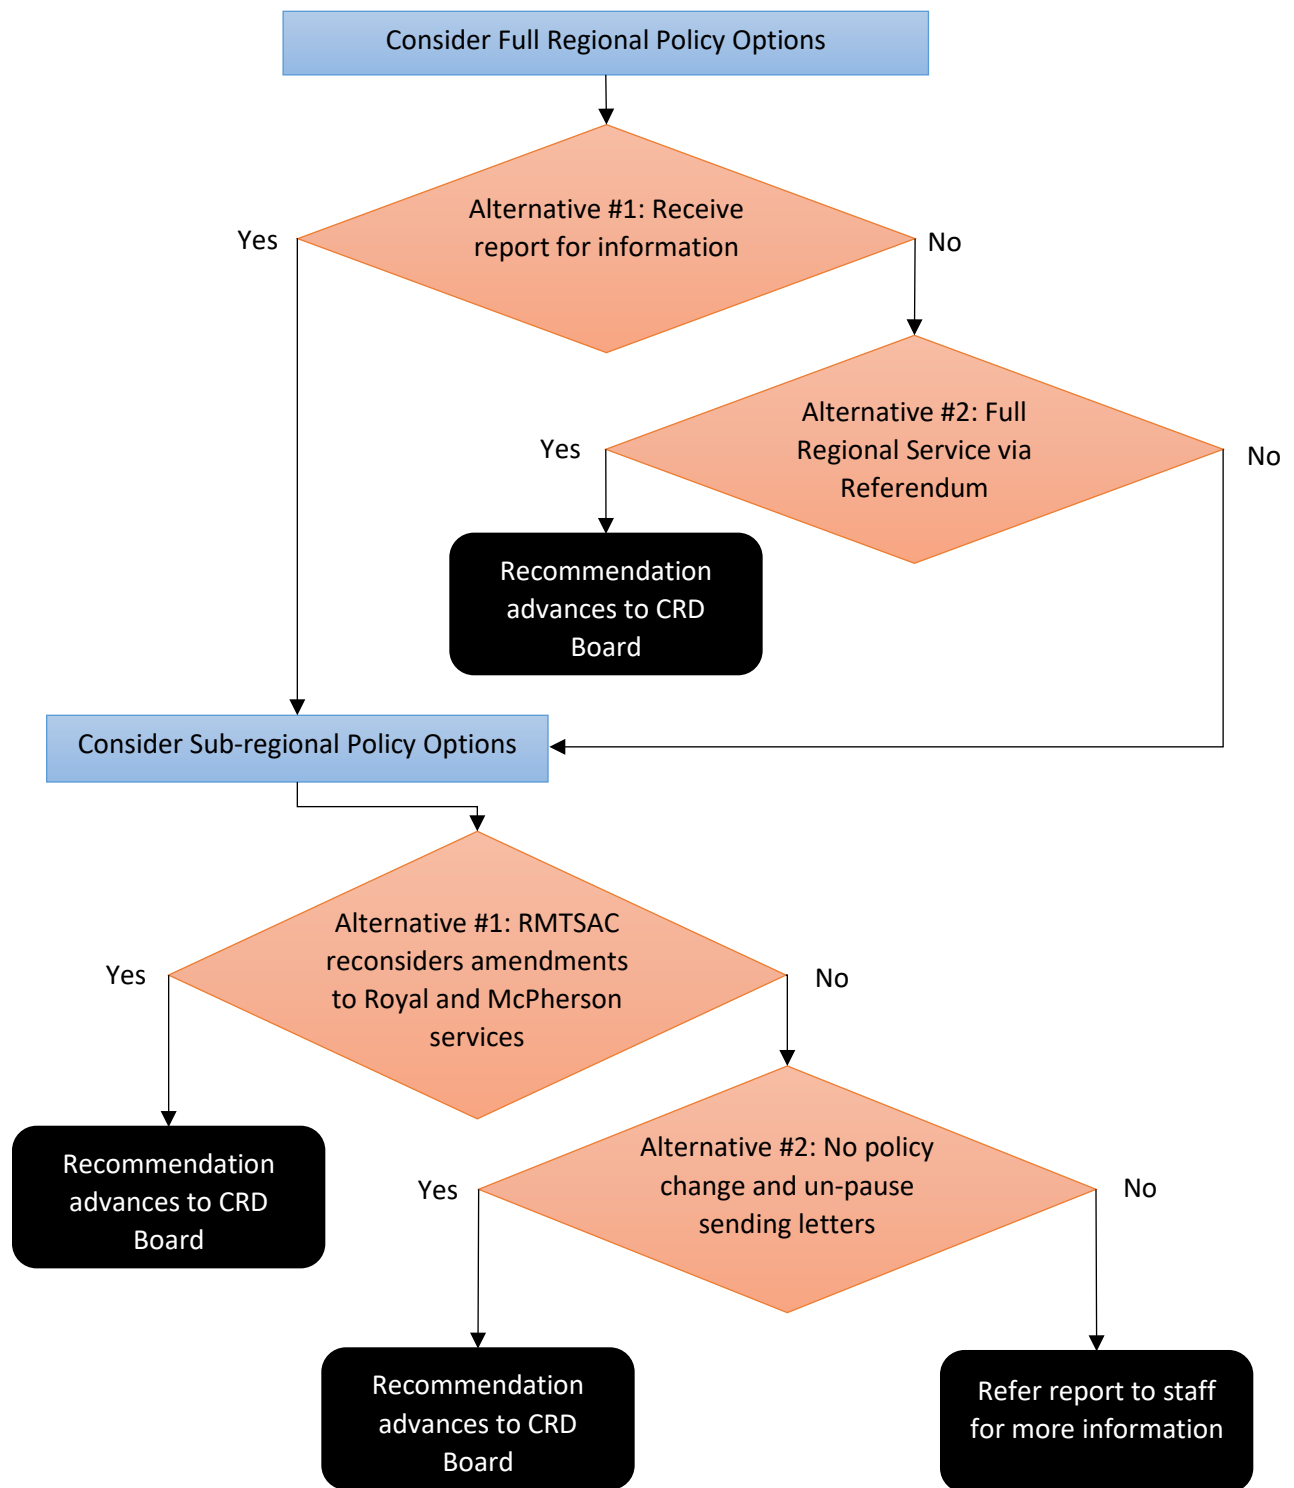 Consider Full Regional Policy Options
Alternative #1: Receive
report for information
Yes
No
Alternative #2: Full
Regional Service via
Referendum
Yes
No
Recommendation
advances to CRD
Board
Consider Sub-regional Policy Options
Alternative #1: RMTSAC
reconsiders amendments
to Royal and McPherson
services
Yes
No
Recommendation
advances to CRD
Board
Alternative #2: No policy
change and un-pause
sending letters
Yes
No
Recommendation
advances to CRD
Board
Refer report to staff
for more information